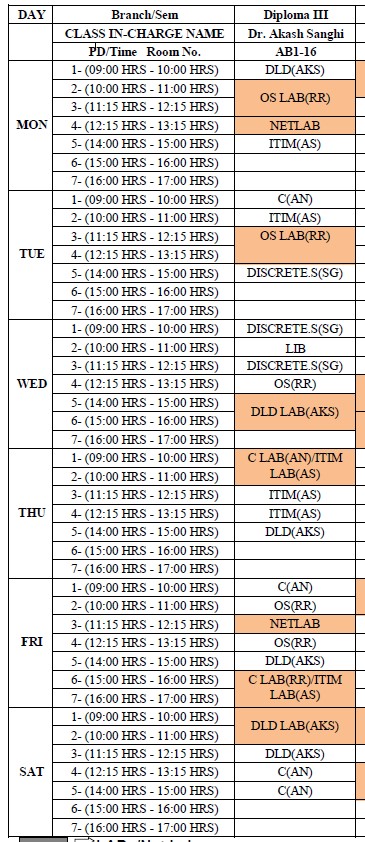 DAY Branch/Sem Diploma III
CLASS IN-CHARGE NAME Dr. Akash Sanghi
PD/Time Room No. AB1-16
MON
1- (09:00 HRS - 10:00 HRS) DLD(AKS)
2- (10:00 HRS - 11:00 HRS) OS LAB(RR)
3- (11:15 HRS - 12:15 HRS)
4- (12:15 HRS - 13:15 HRS) NETLAB
5- (14:00 HRS - 15:00 HRS) ITIM(AS)
6- (15:00 HRS - 16:00 HRS)
7- (16:00 HRS - 17:00 HRS)
TUE
1- (09:00 HRS - 10:00 HRS) C(AN)
2- (10:00 HRS - 11:00 HRS) ITIM(AS)
3- (11:15 HRS - 12:15 HRS) OS LAB(RR)
4- (12:15 HRS - 13:15 HRS)
5- (14:00 HRS - 15:00 HRS) DISCRETE.S(SG)
6- (15:00 HRS - 16:00 HRS)
7- (16:00 HRS - 17:00 HRS)
WED
1- (09:00 HRS - 10:00 HRS) DISCRETE.S(SG)
2- (10:00 HRS - 11:00 HRS) LIB
3- (11:15 HRS - 12:15 HRS) DISCRETE.S(SG)
4- (12:15 HRS - 13:15 HRS) OS(RR)
5- (14:00 HRS - 15:00 HRS) DLD LAB(AKS)
6- (15:00 HRS - 16:00 HRS)
7- (16:00 HRS - 17:00 HRS)
THU
1- (09:00 HRS - 10:00 HRS) C LAB(AN)/ITIM
2- (10:00 HRS - 11:00 HRS) LAB(AS)
3- (11:15 HRS - 12:15 HRS) ITIM(AS)
4- (12:15 HRS - 13:15 HRS) ITIM(AS)
5- (14:00 HRS - 15:00 HRS) DLD(AKS)
6- (15:00 HRS - 16:00 HRS)
7- (16:00 HRS - 17:00 HRS)
FRI
1- (09:00 HRS - 10:00 HRS) C(AN)
2- (10:00 HRS - 11:00 HRS) OS(RR)
3- (11:15 HRS - 12:15 HRS) NETLAB
4- (12:15 HRS - 13:15 HRS) OS(RR)
5- (14:00 HRS - 15:00 HRS) DLD(AKS)
6- (15:00 HRS - 16:00 HRS) C LAB(RR)/ITIM
7- (16:00 HRS - 17:00 HRS) LAB(AS)
SAT
1- (09:00 HRS - 10:00 HRS) DLD LAB(AKS)
2- (10:00 HRS - 11:00 HRS)
3- (11:15 HRS - 12:15 HRS) DLD(AKS)
4- (12:15 HRS - 13:15 HRS) C(AN)
5- (14:00 HRS - 15:00 HRS) C(AN)
6- (15:00 HRS - 16:00 HRS)
7- (16:00 HRS - 17:00 HRS)